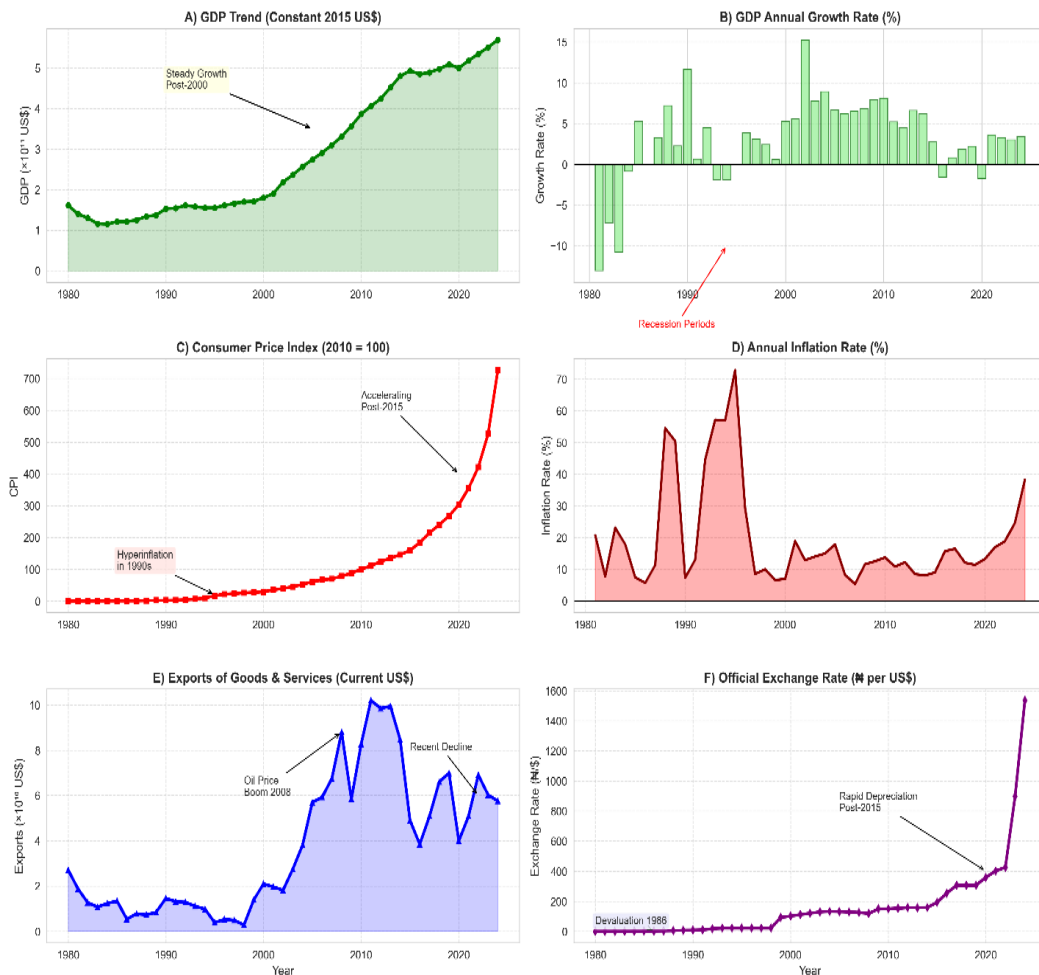 A) GDP Trend (Constant 2015 US$)
GDP (×10¹¹ US$)
5
4
3
2
1
0
Steady Growth
Post-2000
1980
1990
2000
2010
2020
B) GDP Annual Growth Rate (%)
Growth Rate (%)
15
10
5
0
−5
−10
1980
1990
2000
2010
2020
Recession Periods
C) Consumer Price Index (2010 = 100)
CPI
700
600
500
400
300
200
100
0
Accelerating
Post-2015
Hyperinflation
in 1990s
1980
1990
2000
2010
2020
D) Annual Inflation Rate (%)
Inflation Rate (%)
70
60
50
40
30
20
10
0
1980
1990
2000
2010
2020
E) Exports of Goods & Services (Current US$)
Exports (×10¹⁰ US$)
10
8
6
4
2
0
Recent Decline
Oil Price
Boom 2008
1980
1990
2000
2010
2020
Year
F) Official Exchange Rate (₦ per US$)
Exchange Rate (₦/$)
1600
1400
1200
1000
800
600
400
200
0
Rapid Depreciation
Post-2015
Devaluation 1986
1980
1990
2000
2010
2020
Year